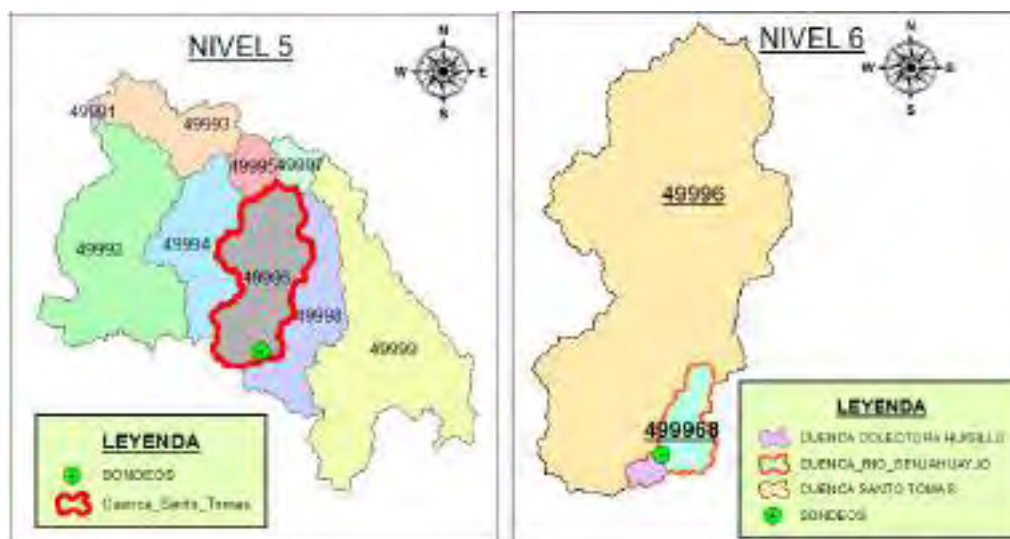 NIVEL 5
N
W E
S
49991
49993
49995 49997
49992
49994
49996
49998
49999
LEYENDA
SONDEOS
Cuenca_Santo_Tomas
NIVEL 6
N
W E
S
49996
499968
LEYENDA
CUENCA COLECTORA
CUENCA_RIO_SENJAHUAYJO
CUENCA SANTO TOMAS
SONDEOS